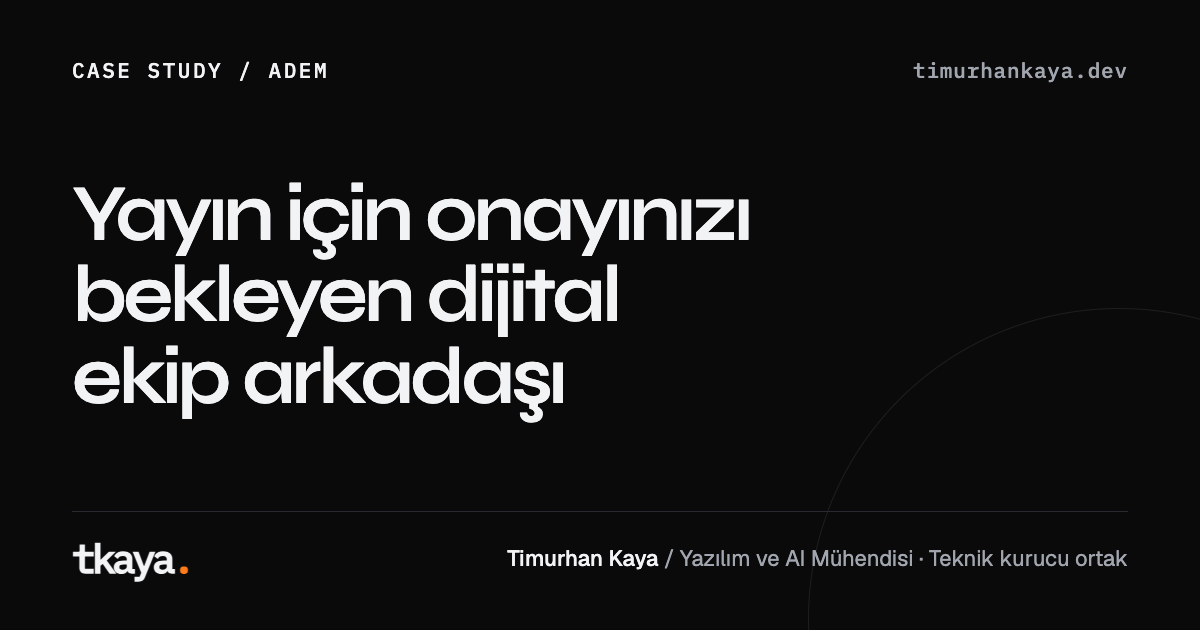 CASE STUDY / ADEM
timurhankaya.dev
Yayın için onayınızı
bekleyen dijital
ekip arkadaşı
tkaya.
Timurhan Kaya / Yazılım ve AI Mühendisi · Teknik kurucu ortak